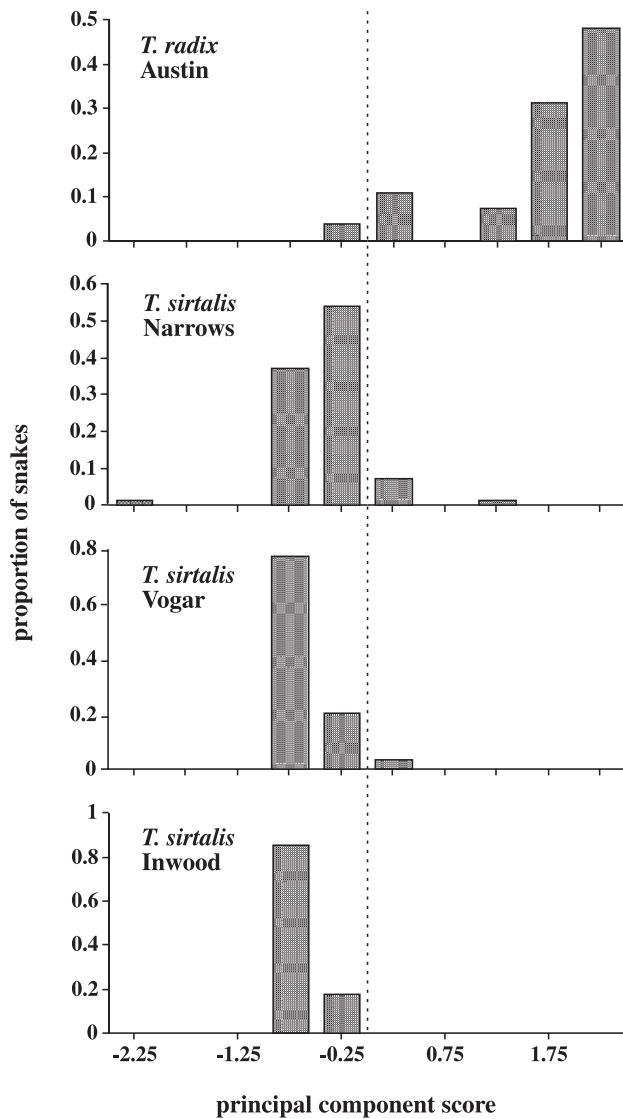 proportion of snakes
T. radix
Austin
0.5
0.4
0.3
0.2
0.1
0
T. sirtalis
Narrows
0.6
0.5
0.4
0.3
0.2
0.1
0
T. sirtalis
Vogar
0.8
0.6
0.4
0.2
0
T. sirtalis
Inwood
1
0.8
0.6
0.4
0.2
0
-2.25 -1.25 -0.25 0.75 1.75
principal component score